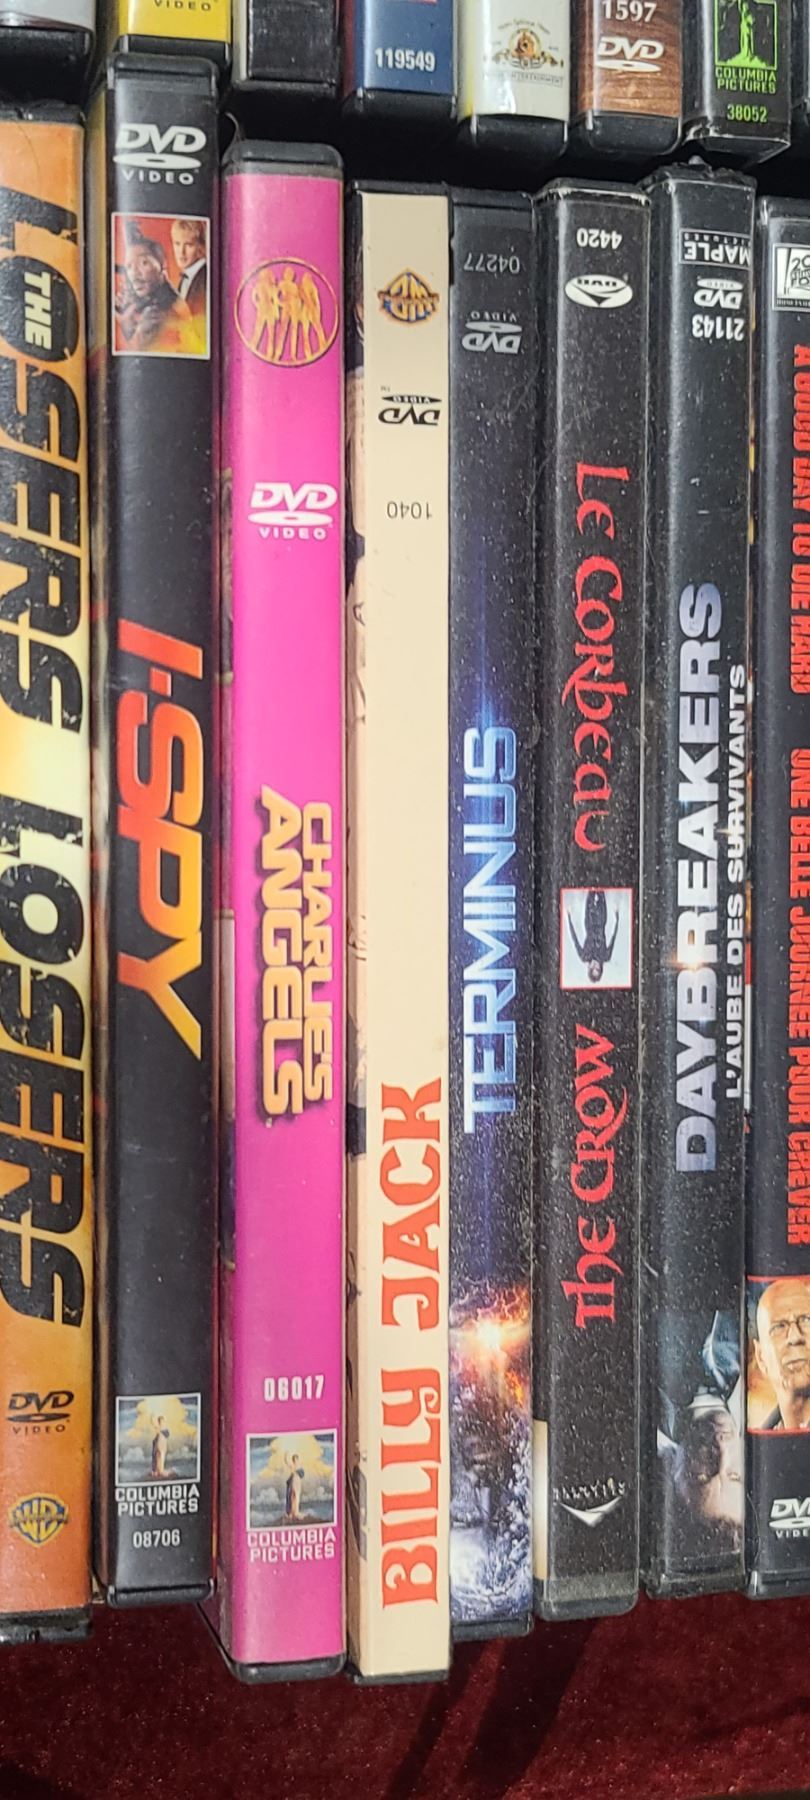 VIDEO
119549
1597
DVD
COLUMBIA
PICTURES
38052
THE
LOSERS
LOSERS
DVD
VIDEO
DVD
VIDEO
I-SPY
COLUMBIA
PICTURES
08706
DVD
VIDEO
CHARLIE'S
ANGELS
06017
COLUMBIA
PICTURES
DVD
VIDEO
1040
BILLY JACK
04277
DVD
VIDEO
TERMINUS
4420
DVD
Le Corbeau
The Crow
MAPLE
PICTURES
DVD
21143
DAYBREAKERS
L'AUBE DES SURVIVANTS
A GOOD DAY TO DIE HARD
UNE BELLE JOURNÉE POUR CREVER
DVD